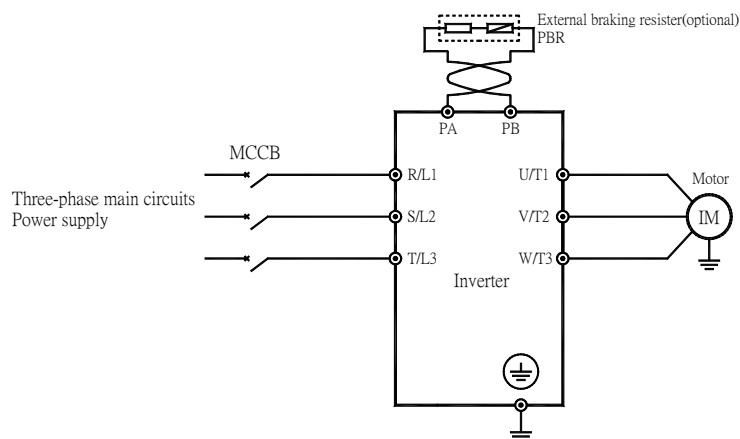 External braking resister(optional)
PBR
PA
PB
MCCB
R/L1
U/T1
Motor
Three-phase main circuits
Power supply
S/L2
V/T2
IM
T/L3
W/T3
Inverter